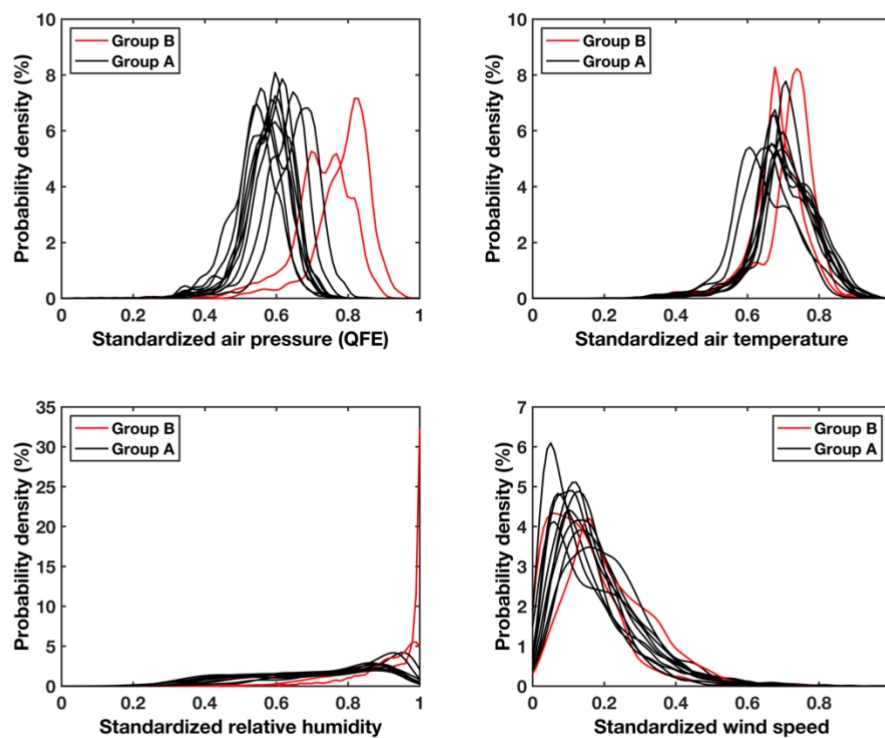 10
8
6
4
2
0
Probability density (%)
Group B
Group A
0 0.2 0.4 0.6 0.8 1
Standardized air pressure (QFE)
10
8
6
4
2
0
Probability density (%)
Group B
Group A
0 0.2 0.4 0.6 0.8
Standardized air temperature
35
30
25
20
15
10
5
0
Probability density (%)
Group B
Group A
0 0.2 0.4 0.6 0.8 1
Standardized relative humidity
7
6
5
4
3
2
1
0
Probability density (%)
Group B
Group A
0 0.2 0.4 0.6 0.8
Standardized wind speed